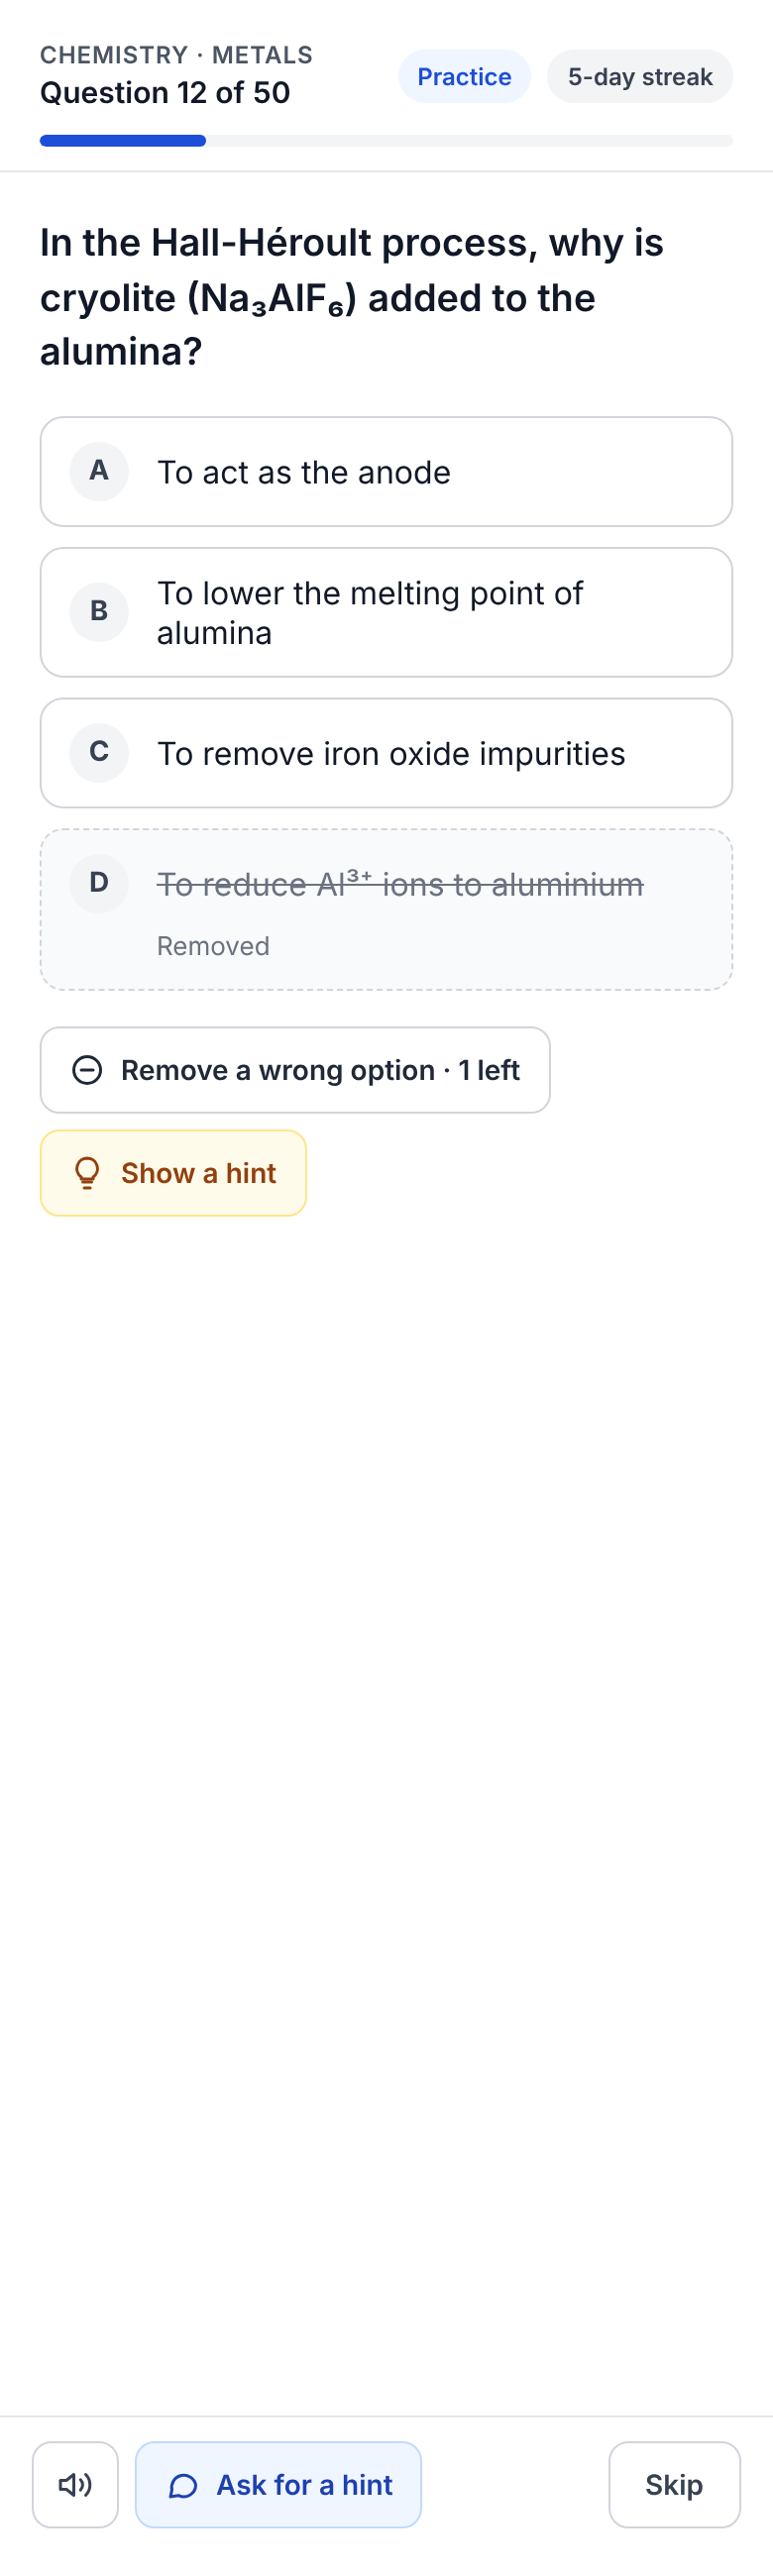 CHEMISTRY · METALS
Question 12 of 50
Practice
5-day streak
In the Hall-Héroult process, why is
cryolite (Na₃AlF₆) added to the
alumina?
A
To act as the anode
B
To lower the melting point of
alumina
C
To remove iron oxide impurities
D
To reduce Al³⁺ ions to aluminium
Removed
Remove a wrong option · 1 left
Show a hint
Ask for a hint
Skip